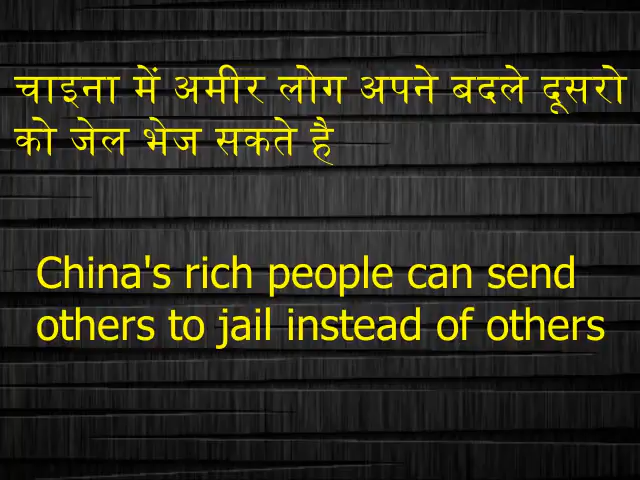 चाइना में अमीर लोग अपने बदले दूसरो
को जेल भेज सकते है
China's rich people can send
others to jail instead of others